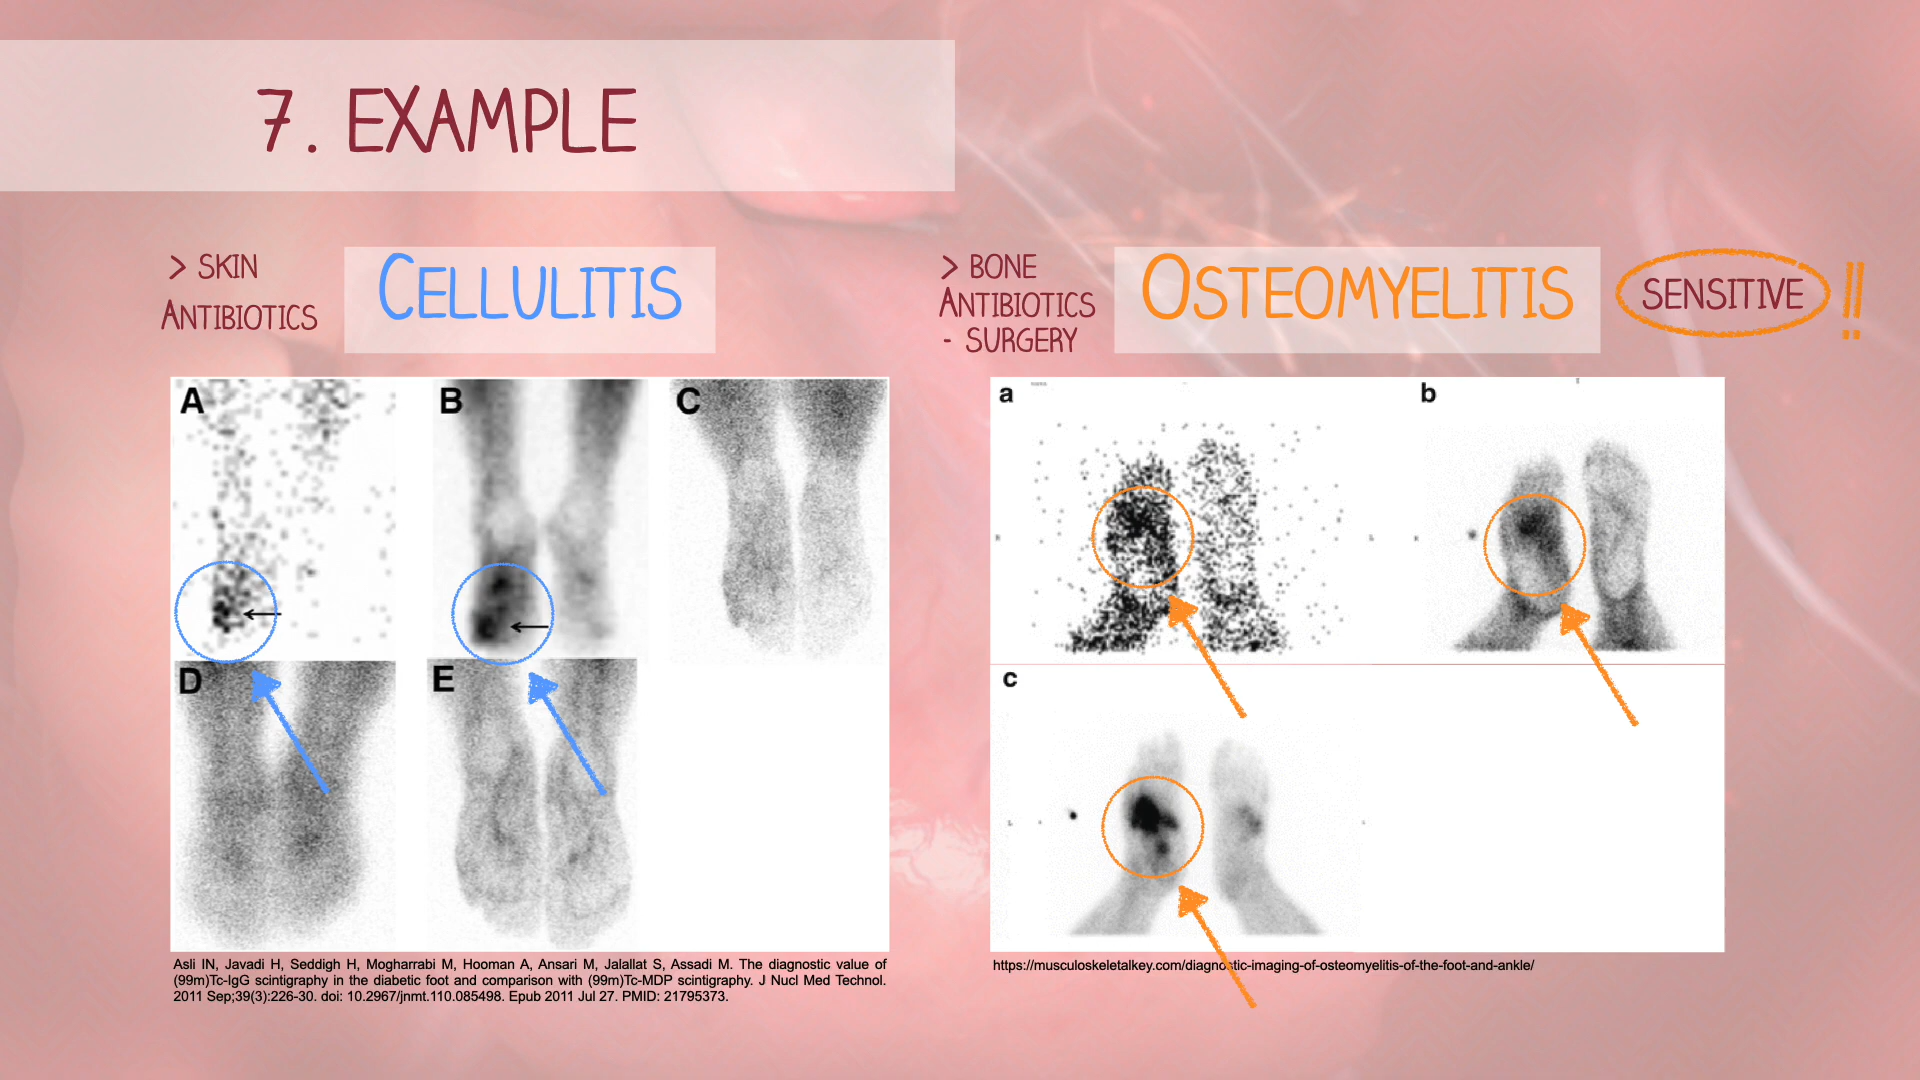 7. EXAMPLE
> SKIN
ANTIBIOTICS
CELLULITIS
> BONE
ANTIBIOTICS
- SURGERY
OSTEOMYELITIS
SENSITIVE !!
A
B
C
D
E
a
b
c
Asli IN, Javadi H, Seddigh H, Mogharrabi M, Hooman A, Ansari M, Jalallat S, Assadi M. The diagnostic value of
(99m)Tc-IgG scintigraphy in the diabetic foot and comparison with (99m)Tc-MDP scintigraphy. J Nucl Med Technol.
2011 Sep;39(3):226-30. doi: 10.2967/jnmt.110.085498. Epub 2011 Jul 27. PMID: 21795373.
https://musculoskeletalkey.com/diagnostic-imaging-of-osteomyelitis-of-the-foot-and-ankle/